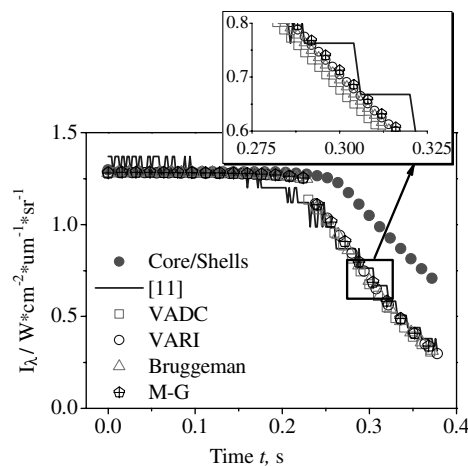 0.8
0.7
0.6
0.275 0.300 0.325
1.5
1.0
0.5
0.0
I_λ / W*cm⁻²*um⁻¹*sr⁻¹
Core/Shells
[11]
VADC
VARI
Bruggeman
M-G
0.0 0.1 0.2 0.3 0.4
Time t, s